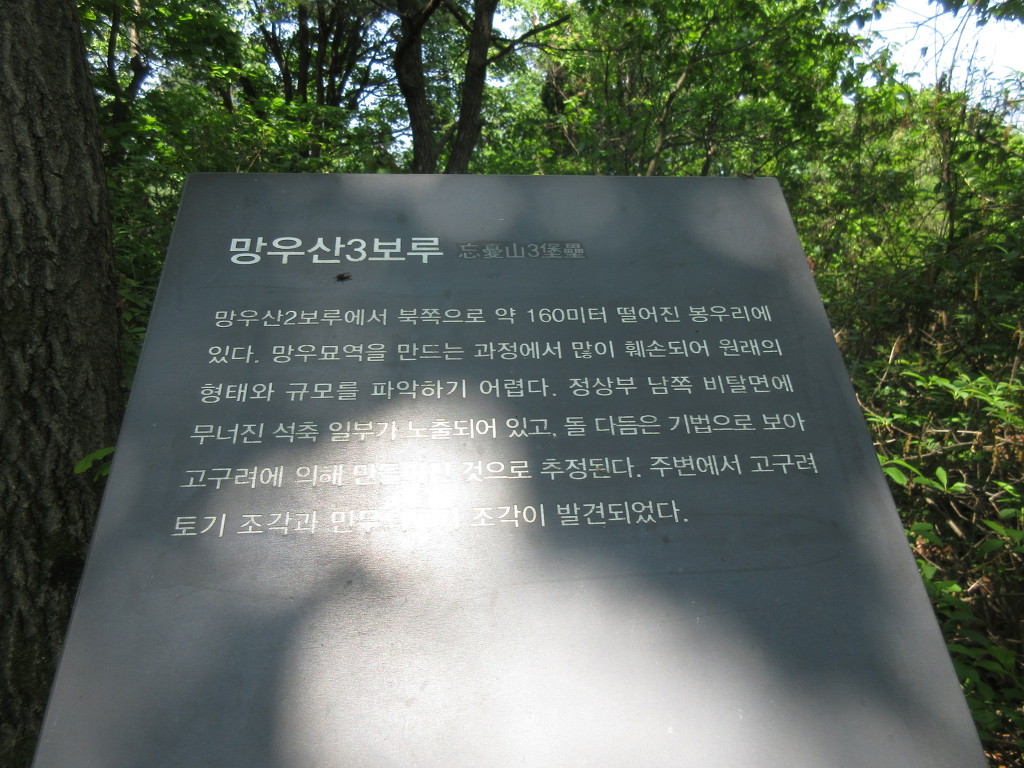 망우산3보루 忘憂山3堡壘
망우산2보루에서 북쪽으로 약 160미터 떨어진 봉우리에
있다. 망우묘역을 만드는 과정에서 많이 훼손되어 원래의
형태와 규모를 파악하기 어렵다. 정상부 남쪽 비탈면에
무너진 석축 일부가 노출되어 있고, 돌 다듬은 기법으로 보아
고구려에 의해 것으로 추정된다. 주변에서 고구려
토기 조각과 조각이 발견되었다.